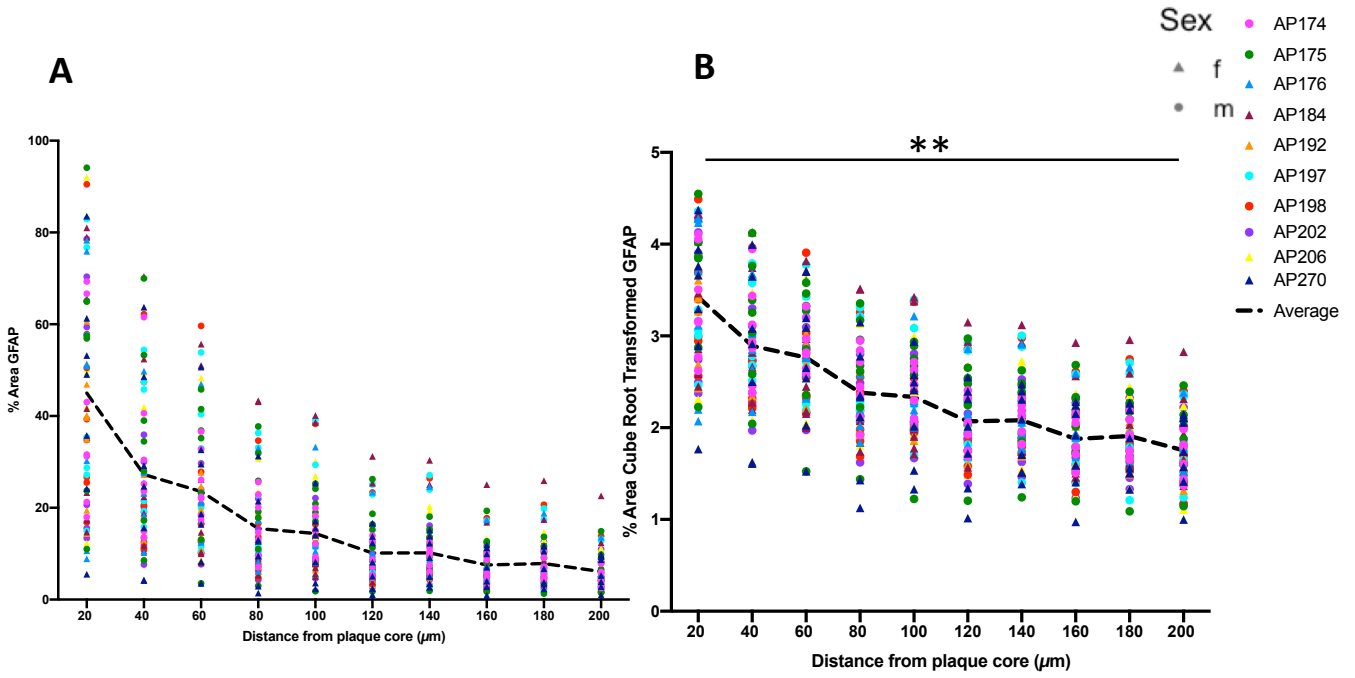 A
% Area GFAP
100
80
60
40
20
0
20 40 60 80 100 120 140 160 180 200
Distance from plaque core (µm)
B
**
% Area Cube Root Transformed GFAP
5
4
3
2
1
0
20 40 60 80 100 120 140 160 180 200
Distance from plaque core (µm)
Sex
f
m
AP174
AP175
AP176
AP184
AP192
AP197
AP198
AP202
AP206
AP270
Average